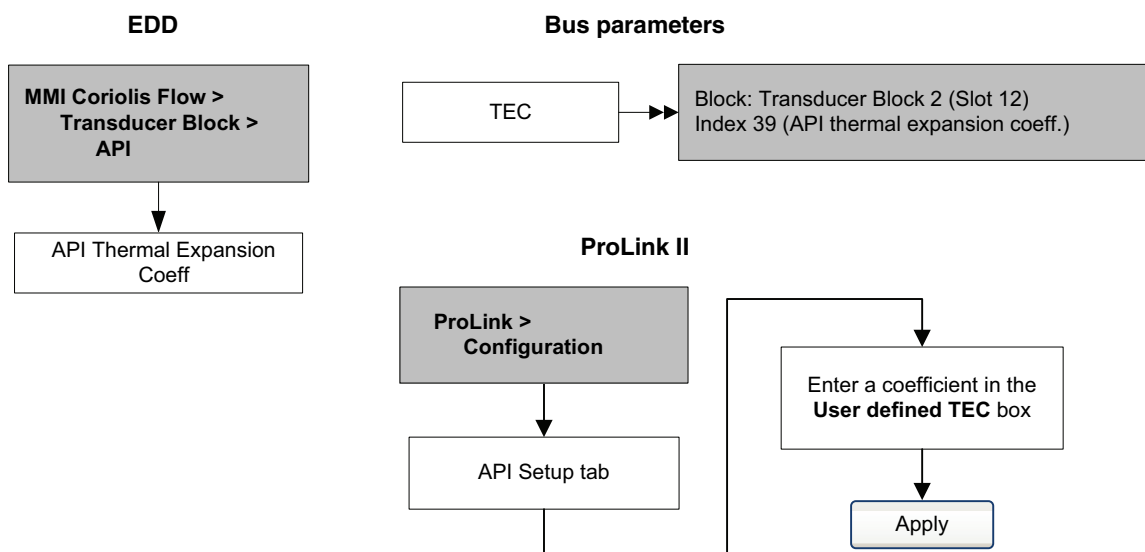 EDD
MMI Coriolis Flow >
Transducer Block >
API
API Thermal Expansion
Coeff
Bus parameters
TEC
Block: Transducer Block 2 (Slot 12)
Index 39 (API thermal expansion coeff.)
ProLink II
ProLink >
Configuration
API Setup tab
Enter a coefficient in the
User defined TEC box
Apply